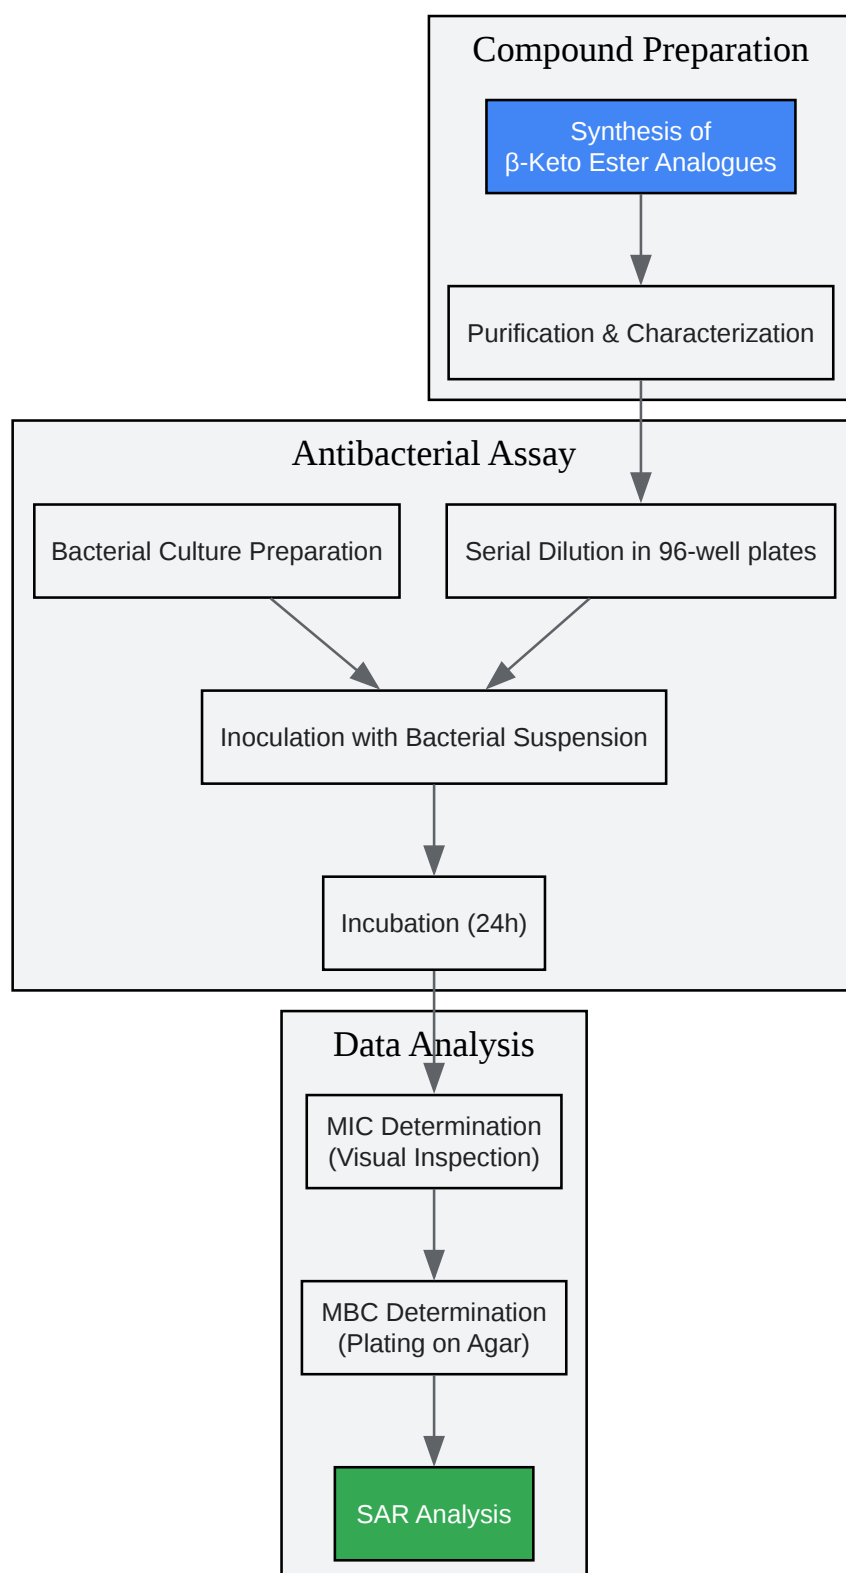 Compound Preparation
Synthesis of
β-Keto Ester Analogues
Purification & Characterization
Antibacterial Assay
Bacterial Culture Preparation
Serial Dilution in 96-well plates
Inoculation with Bacterial Suspension
Incubation (24h)
Data Analysis
MIC Determination
(Visual Inspection)
MBC Determination
(Plating on Agar)
SAR Analysis